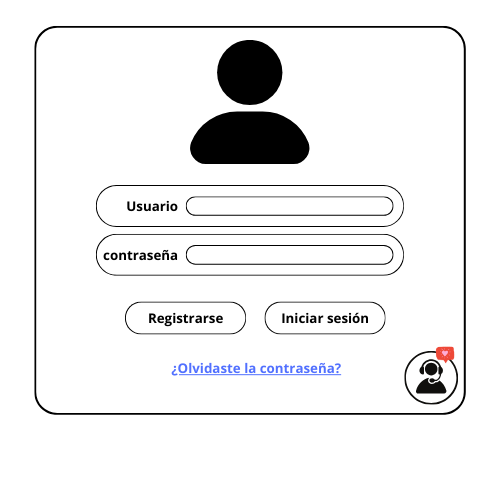 Usuario
contraseña
Registrarse Iniciar sesión
¿Olvidaste la contraseña?